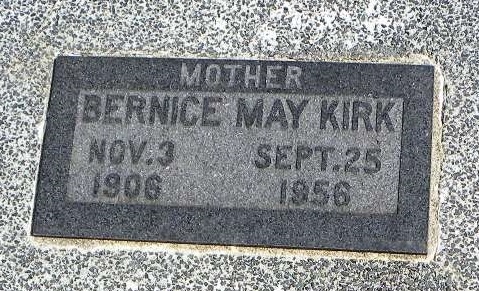 MOTHER
BERNICE MAY KIRK
NOV. 3 SEPT. 25
1906 1956